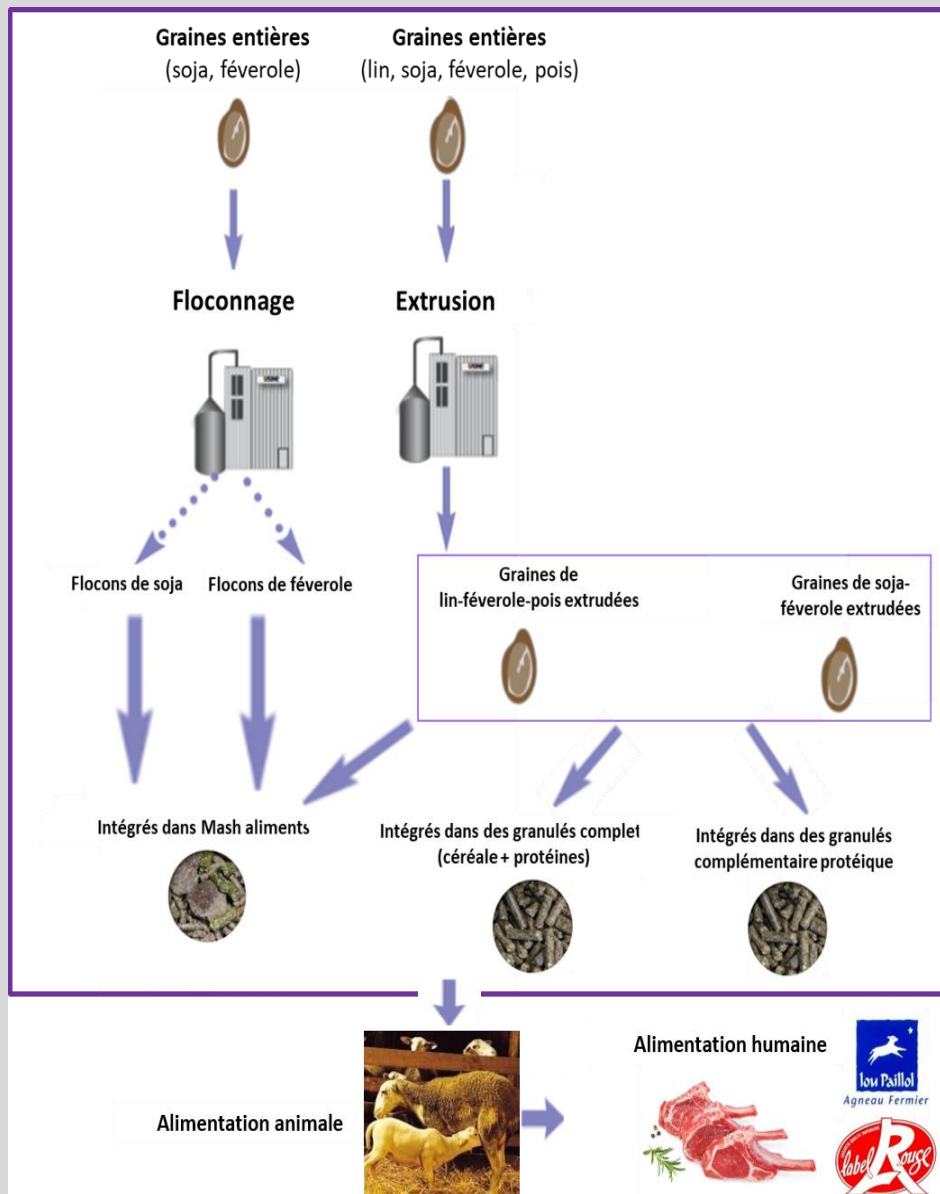 Graines entières
(soja, féverole)
Graines entières
(lin, soja, féverole, pois)
Floconnage
Extrusion
USINE
USINE
Flocons de soja
Flocons de féverole
Graines de
lin-féverole-pois extrudées
Graines de soja-
féverole extrudées
Intégrés dans Mash aliments
Intégrés dans des granulés complet
(céréale + protéines)
Intégrés dans des granulés
complémentaire protéique
Alimentation animale
Alimentation humaine
lou Paillol
Agneau Fermier
label Rouge